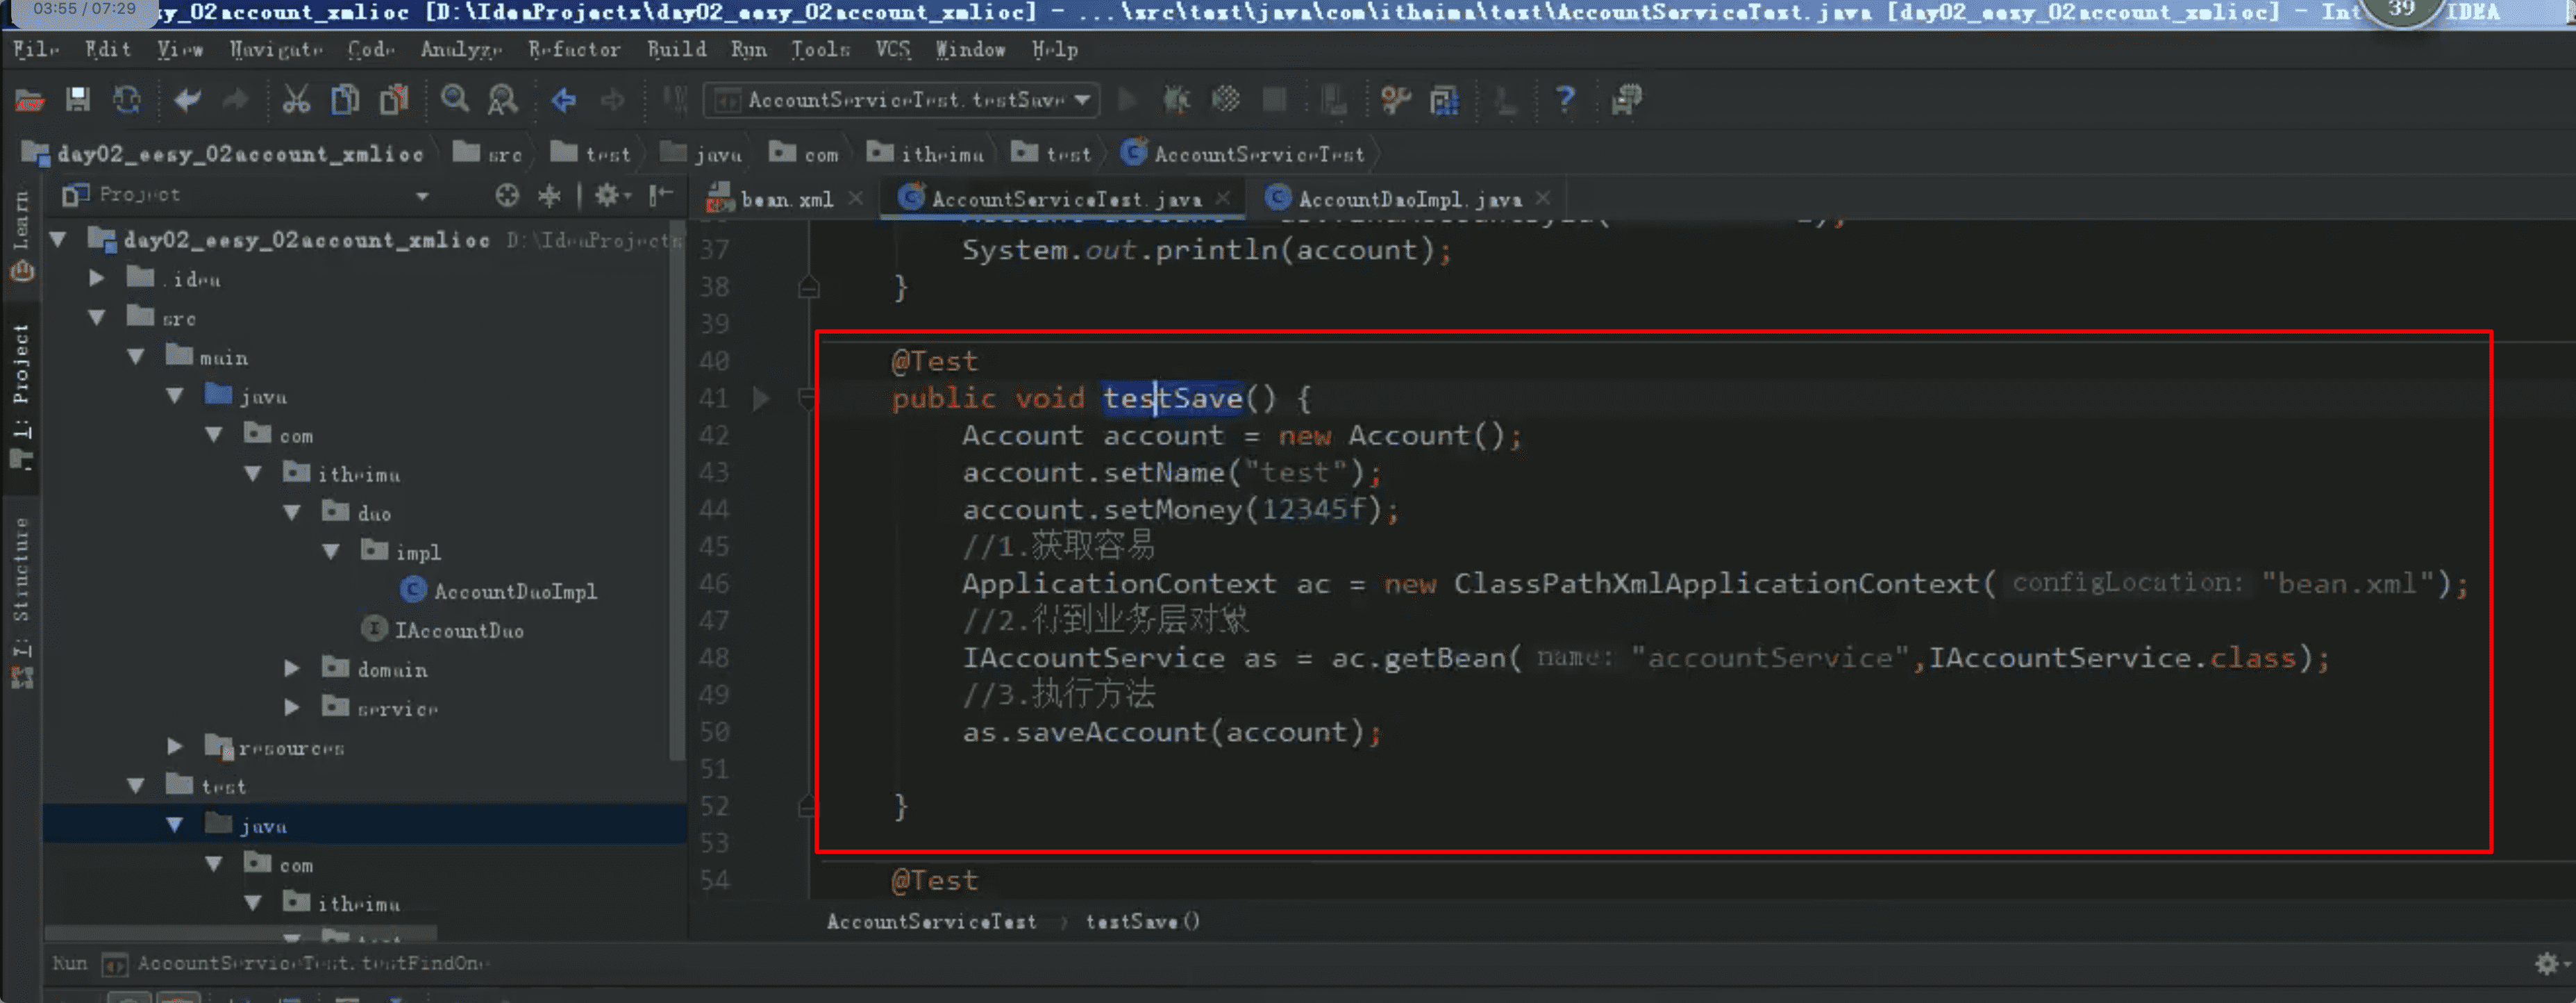 03:55 / 07:29
sy_02account_xmlioc [D:\IdeaProjects\day02_eesy_02account_xmlioc] - ...\src\test\java\com\itheima\test\AccountServiceTest.java [day02_eesy_02account_xmlioc] - Int
39
IDEA
File Edit View Navigate Code Analyze Refactor Build Run Tools VCS Window Help
AccountServiceTest.testSave
day02_eesy_02account_xmlioc src test java com itheima test AccountServiceTest
Project
bean.xml AccountServiceTest.java AccountDaoImpl.java
Learn
1: Project
7: Structure
day02_eesy_02account_xmlioc D:\IdeaProjects
.idea
src
main
java
com
itheima
dao
impl
AccountDaoImpl
IAccountDao
domain
service
resources
test
java
com
itheima
37 System.out.println(account);
38 }
39
40 @Test
41 public void testSave() {
42 Account account = new Account();
43 account.setName("test");
44 account.setMoney(12345f);
45 //1.获取容易
46 ApplicationContext ac = new ClassPathXmlApplicationContext( configLocation: "bean.xml");
47 //2.得到业务层对象
48 IAccountService as = ac.getBean( name: "accountService",IAccountService.class);
49 //3.执行方法
50 as.saveAccount(account);
51
52 }
53
54 @Test
AccountServiceTest testSave()
Run AccountServiceTest.testFindOne